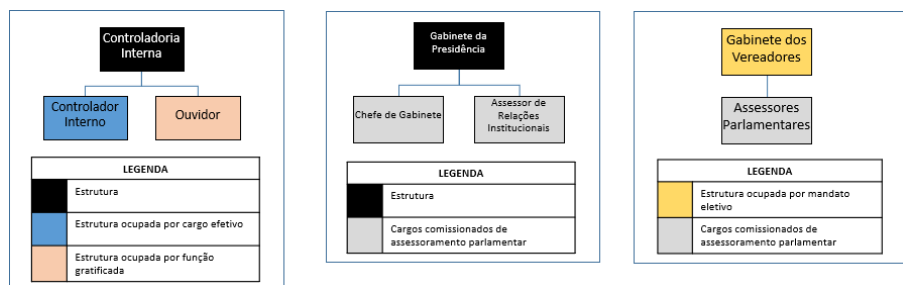 Controladoria
Interna
Controlador
Interno
Ouvidor
LEGENDA
Estrutura
Estrutura ocupada por cargo efetivo
Estrutura ocupada por função
gratificada
Gabinete da
Presidência
Chefe de Gabinete
Assessor de
Relações
Institucionais
LEGENDA
Estrutura
Cargos comissionados de
assessoramento parlamentar
Gabinete dos
Vereadores
Assessores
Parlamentares
LEGENDA
Estrutura ocupada por mandato
eletivo
Cargos comissionados de
assessoramento parlamentar